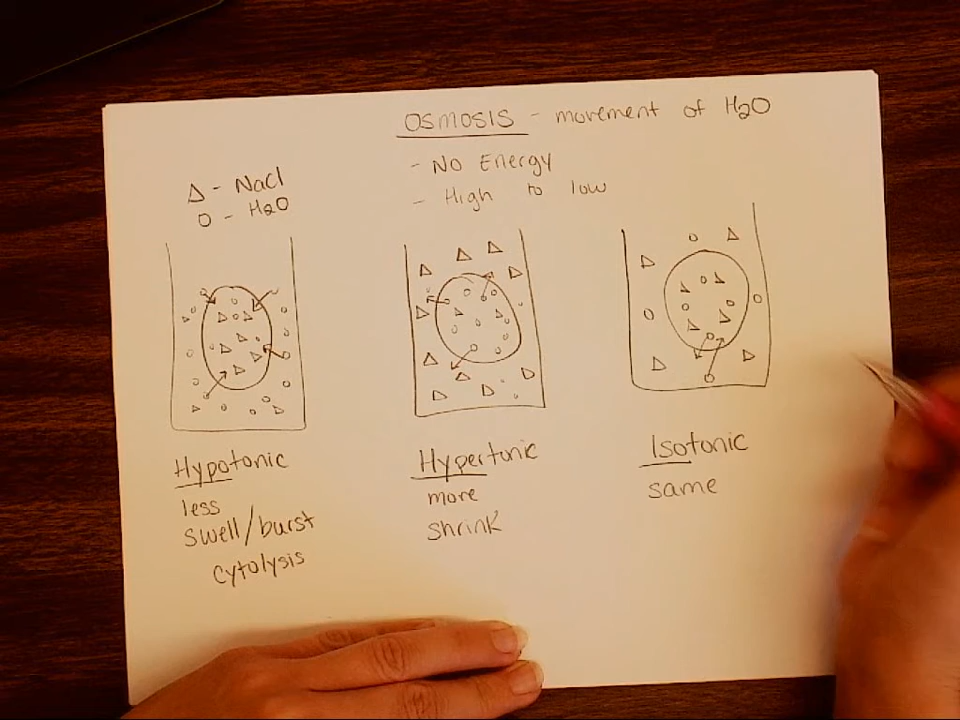 OSMOSIS - movement of H2O
- No Energy
- High to low
Δ - NaCl
O - H2O
Hypotonic
less
swell/burst
cytolysis
Hypertonic
more
shrink
Isotonic
same